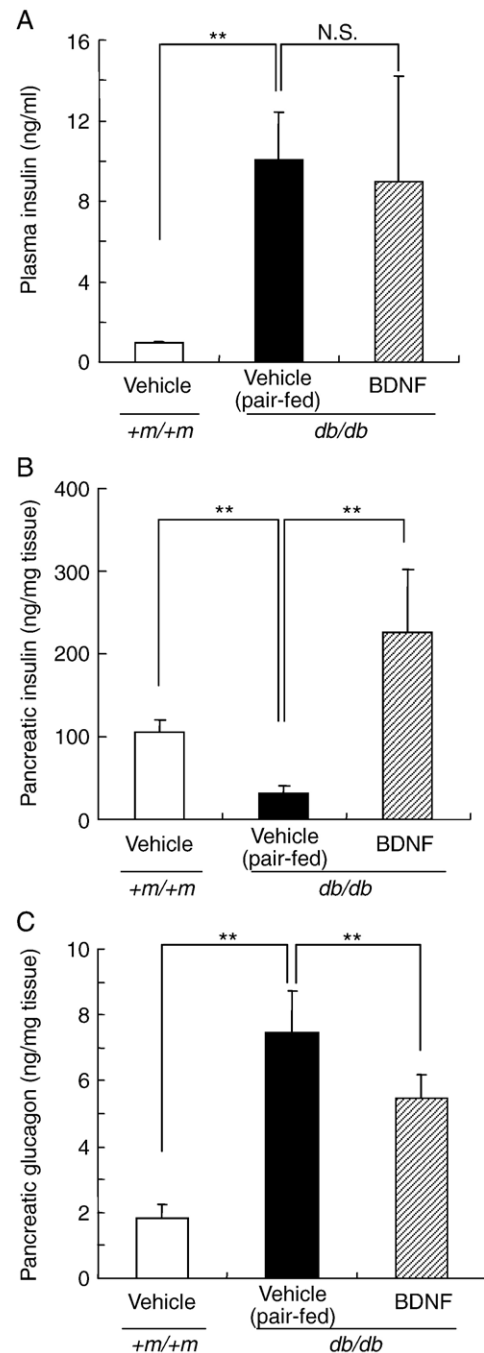 A
Plasma insulin (ng/ml)
16
12
8
4
0
**
N.S.
Vehicle
Vehicle
(pair-fed)
BDNF
+m/+m
db/db
B
Pancreatic insulin (ng/mg tissue)
400
300
200
100
0
**
**
Vehicle
Vehicle
(pair-fed)
BDNF
+m/+m
db/db
C
Pancreatic glucagon (ng/mg tissue)
10
8
6
4
2
0
**
**
Vehicle
Vehicle
(pair-fed)
BDNF
+m/+m
db/db